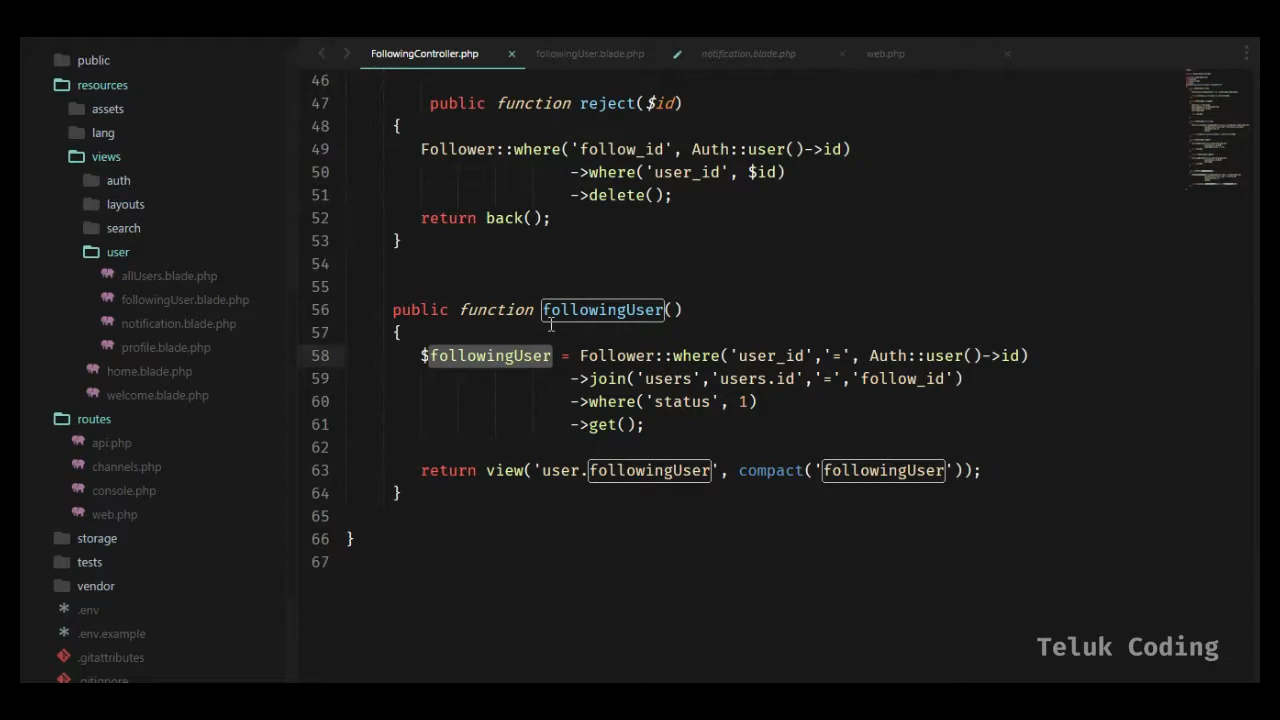 public
resources
assets
lang
views
auth
layouts
search
user
allUsers.blade.php
followingUser.blade.php
notification.blade.php
profile.blade.php
home.blade.php
welcome.blade.php
routes
api.php
channels.php
console.php
web.php
storage
tests
vendor
.env
.env.example
.gitattributes
.gitignore
FollowingController.php × followingUser.blade.php notification.blade.php × web.php ×
46
47 public function reject($id)
48 {
49 Follower::where('follow_id', Auth::user()->id)
50 ->where('user_id', $id)
51 ->delete();
52 return back();
53 }
54
55
56 public function followingUser()
57 {
58 $followingUser = Follower::where('user_id','=', Auth::user()->id)
59 ->join('users','users.id','=','follow_id')
60 ->where('status', 1)
61 ->get();
62
63 return view('user.followingUser', compact('followingUser'));
64 }
65
66 }
67
Teluk Coding